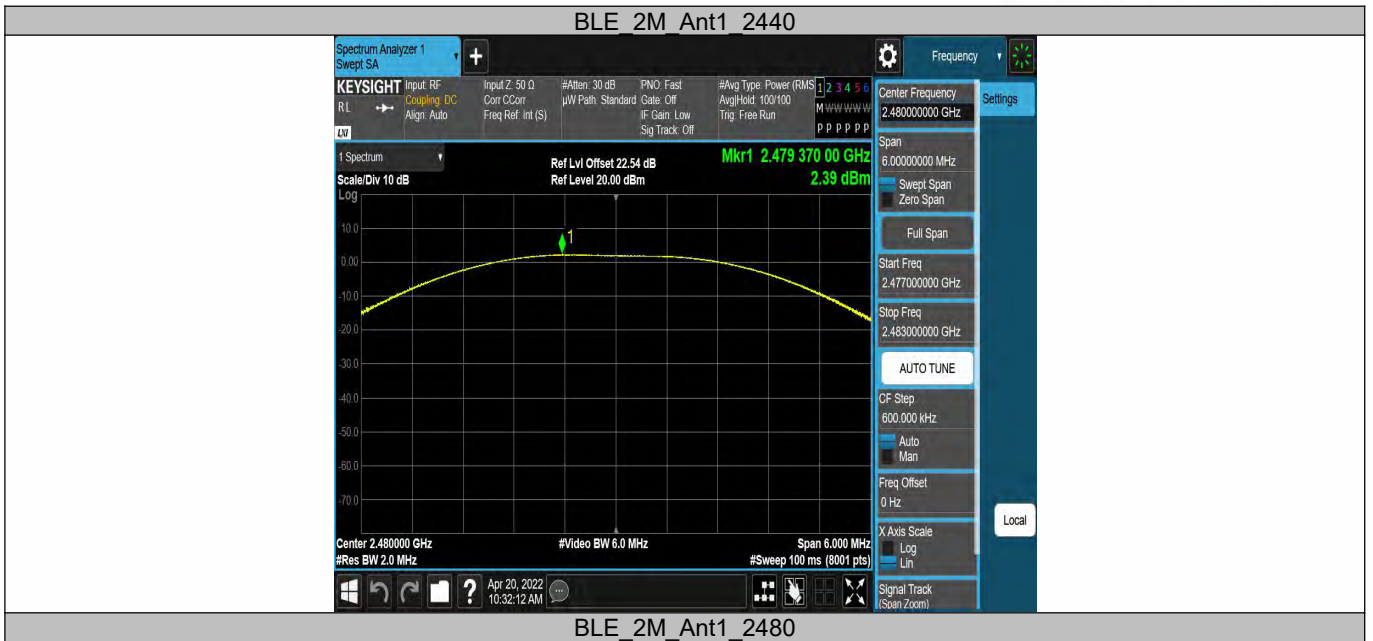 BLE_2M_Ant1_2440
Spectrum Analyzer 1
Swept SA
+
Frequency
KEYSIGHT
RL
LXI
Input: RF
Coupling: DC
Align: Auto
Input Z: 50 Ω
Corr CCorr
Freq Ref: Int (S)
#Atten: 30 dB
µW Path: Standard
PNO: Fast
Gate: Off
IF Gain: Low
Sig Track: Off
#Avg Type: Power (RMS
Avg|Hold: 100/100
Trig: Free Run
1 2 3 4 5 6
M W W W W W
P P P P P P
1 Spectrum
Scale/Div 10 dB
Log
Ref Lvl Offset 22.54 dB
Ref Level 20.00 dBm
Mkr1 2.479 370 00 GHz
2.39 dBm
1
10.0
0.00
-10.0
-20.0
-30.0
-40.0
-50.0
-60.0
-70.0
Center 2.480000 GHz
#Res BW 2.0 MHz
#Video BW 6.0 MHz
Span 6.000 MHz
#Sweep 100 ms (8001 pts)
?
Apr 20, 2022
10:32:12 AM
Center Frequency
2.480000000 GHz
Settings
Span
6.00000000 MHz
Swept Span
Zero Span
Full Span
Start Freq
2.477000000 GHz
Stop Freq
2.483000000 GHz
AUTO TUNE
CF Step
600.000 kHz
Auto
Man
Freq Offset
0 Hz
X Axis Scale
Log
Lin
Local
Signal Track
(Span Zoom)
BLE_2M_Ant1_2480